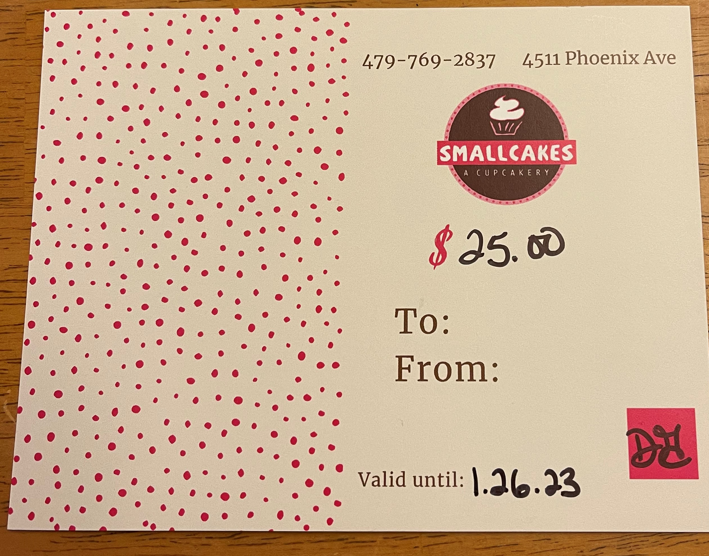 479-769-2837 4511 Phoenix Ave
SMALLCAKES
A CUPCAKERY
$ 25.00
To:
From:
Valid until: 1.26.23